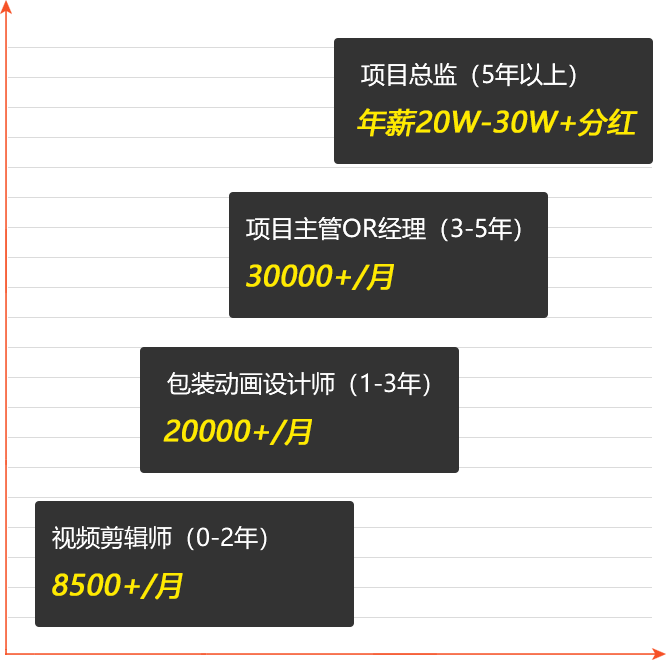 项目总监（5年以上）
年薪20W-30W+分红
项目主管OR经理（3-5年）
30000+/月
包装动画设计师（1-3年）
20000+/月
视频剪辑师（0-2年）
8500+/月